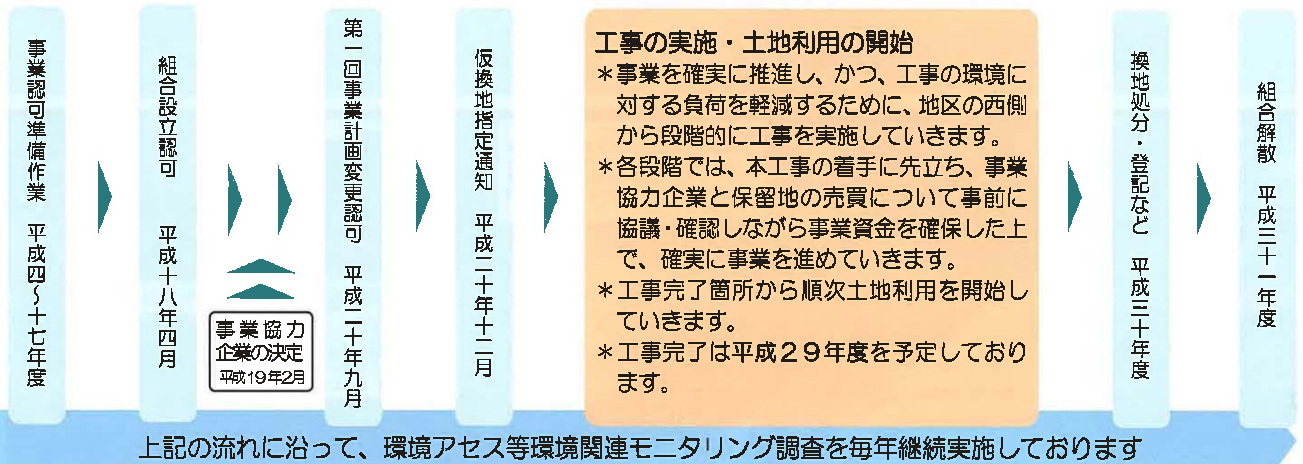 事業認可準備作業　平成四～十七年度
組合設立認可　平成十八年四月
事業協力
企業の決定
平成19年2月
第一回事業計画変更認可　平成二十年九月
仮換地指定通知　平成二十年十二月
工事の実施・土地利用の開始
＊事業を確実に推進し、かつ、工事の環境に
対する負荷を軽減するために、地区の西側
から段階的に工事を実施していきます。
＊各段階では、本工事の着手に先立ち、事業
協力企業と保留地の売買について事前に
協議・確認しながら事業資金を確保した上
で、確実に事業を進めていきます。
＊工事完了箇所から順次土地利用を開始し
ていきます。
＊工事完了は平成２９年度を予定しており
ます。
換地処分・登記など　平成三十年度
組合解散　平成三十一年度
上記の流れに沿って、環境アセス等環境関連モニタリング調査を毎年継続実施しております